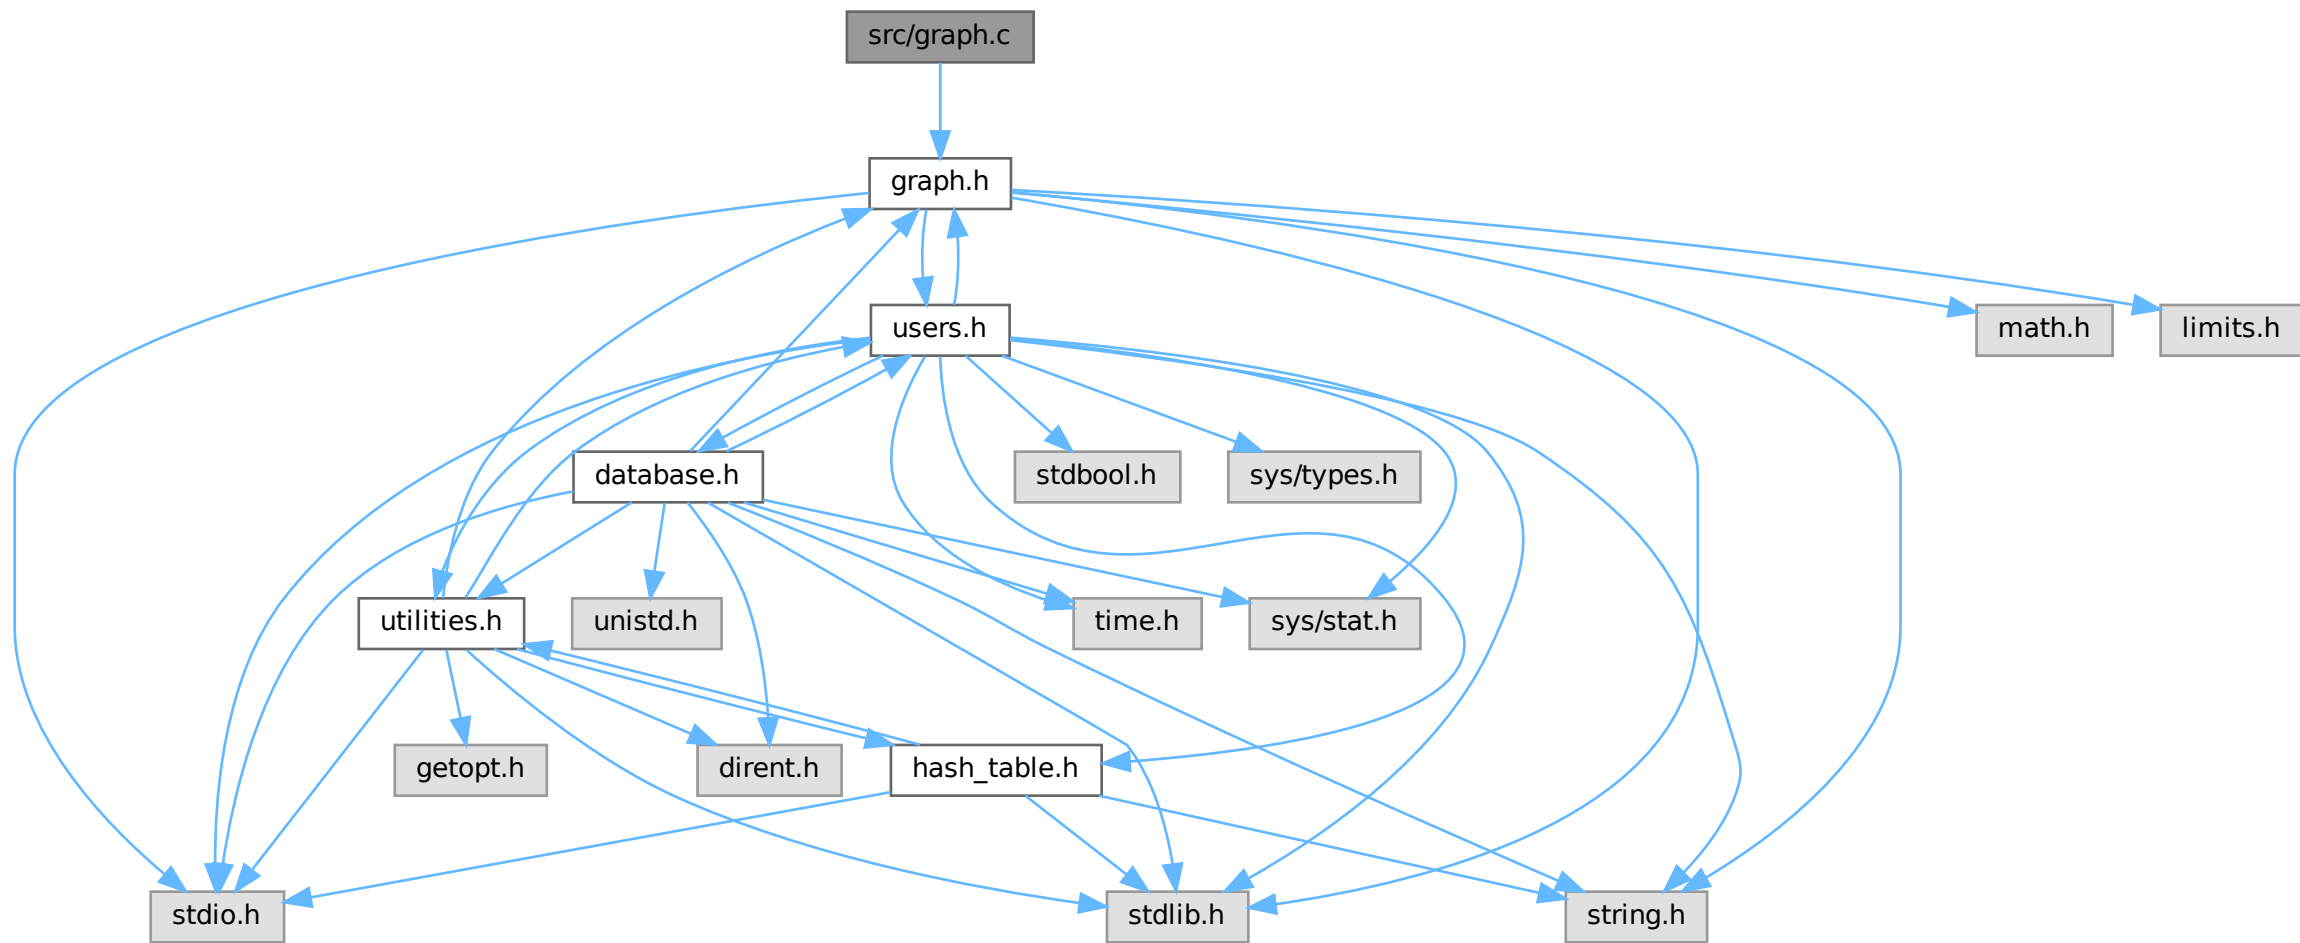 src/graph.c
graph.h
users.h
math.h
limits.h
database.h
stdbool.h
sys/types.h
utilities.h
unistd.h
time.h
sys/stat.h
getopt.h
dirent.h
hash_table.h
stdio.h
stdlib.h
string.h